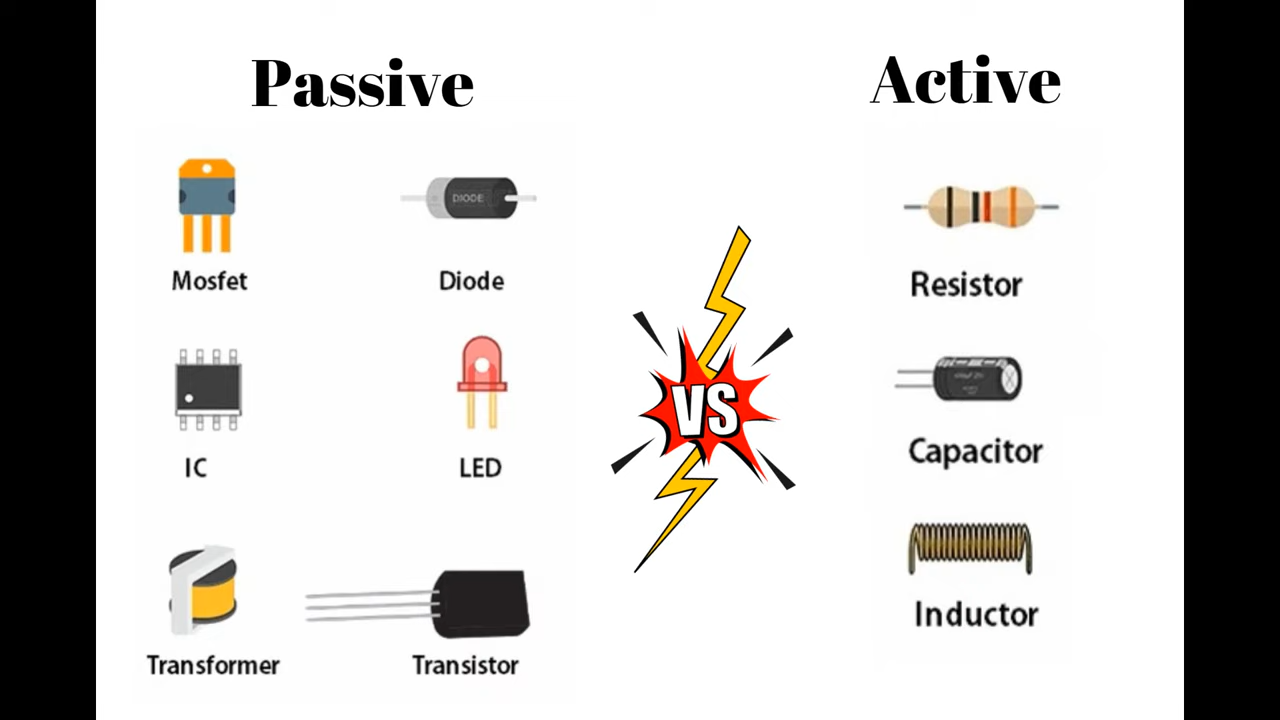 Passive
Active
DIODE
Mosfet
Diode
Resistor
IC
LED
VS
Capacitor
Transformer
Transistor
Inductor